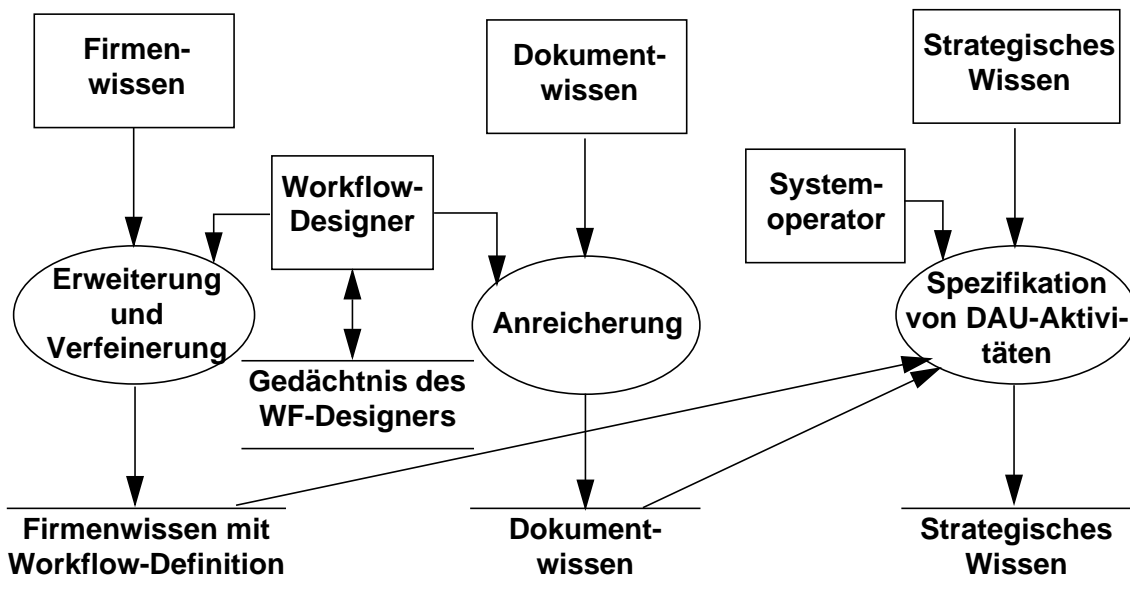 Firmen-
wissen
Dokument-
wissen
Strategisches
Wissen
Workflow-
Designer
System-
operator
Erweiterung
und
Verfeinerung
Anreicherung
Spezifikation
von DAU-Aktivi-
täten
Gedächtnis des
WF-Designers
Firmenwissen mit
Workflow-Definition
Dokument-
wissen
Strategisches
Wissen